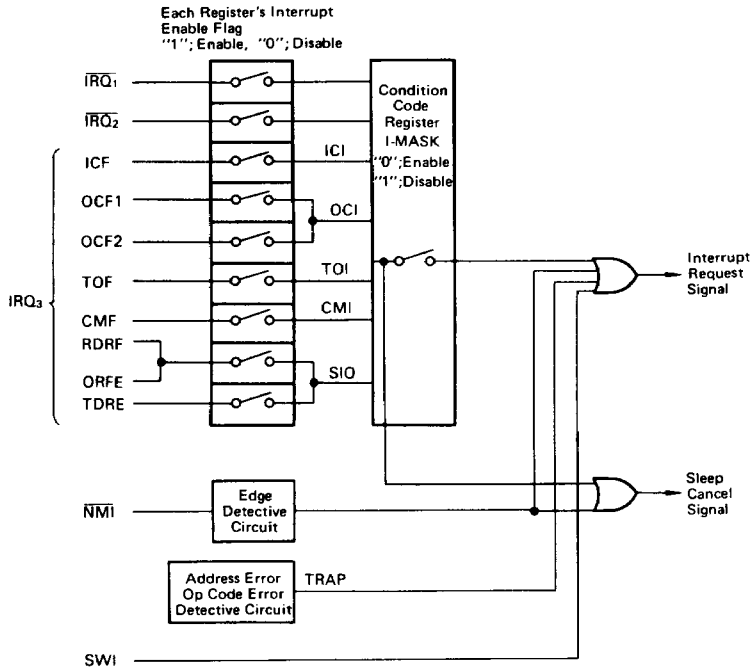 Each Register's Interrupt
Enable Flag
"1"; Enable, "0"; Disable
IRQ1
IRQ2
ICF
OCF1
OCF2
TOF
CMF
RDRF
ORFE
TDRE
IRQ3
ICI
OCI
TOI
CMI
SIO
Condition
Code
Register
I-MASK
"0";Enable
"1";Disable
Interrupt
Request
Signal
Sleep
Cancel
Signal
NMI
Edge
Detective
Circuit
Address Error
Op Code Error
Detective Circuit
TRAP
SWI